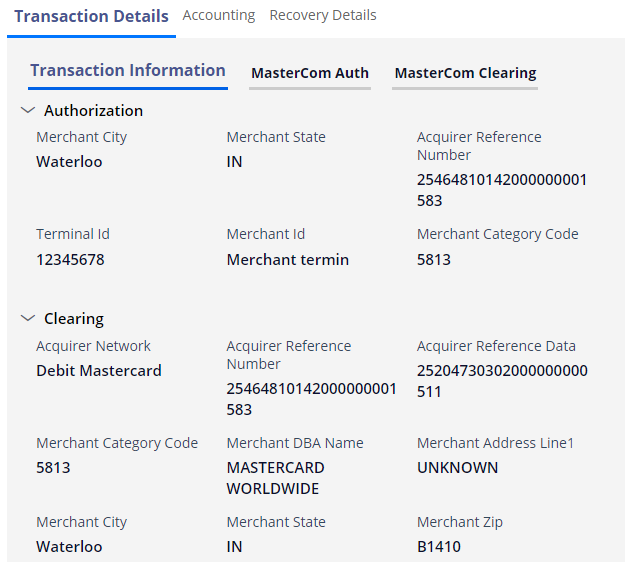 Transaction Details Accounting Recovery Details
Transaction Information MasterCom Auth MasterCom Clearing
Authorization
Merchant City Merchant State Acquirer Reference
Number
Waterloo IN 25464810142000000001
583
Terminal Id Merchant Id Merchant Category Code
12345678 Merchant termin 5813
Clearing
Acquirer Network Acquirer Reference Acquirer Reference Data
Number
Debit Mastercard 25464810142000000001 25204730302000000000
583 511
Merchant Category Code Merchant DBA Name Merchant Address Line1
5813 MASTERCARD UNKNOWN
WORLDWIDE
Merchant City Merchant State Merchant Zip
Waterloo IN B1410